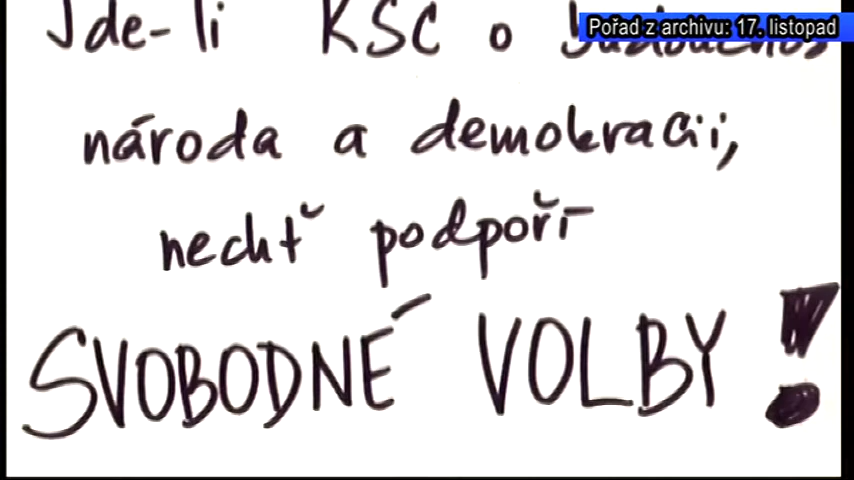 Pořad z archivu: 17. listopad
Jde-li KSC o
národa a demokracii,
nechť podpoří
SVOBODNÉ VOLBY!